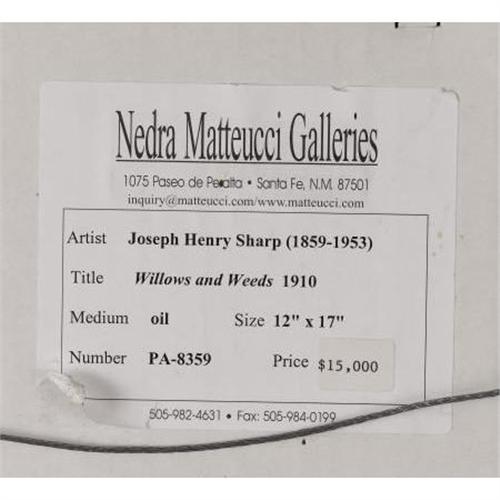 Nedra Matteucci Galleries
1075 Paseo de Peralta • Santa Fe, N.M. 87501
inquiry@matteucci.com/www.matteucci.com
Artist Joseph Henry Sharp (1859-1953)
Title Willows and Weeds 1910
Medium oil Size 12" x 17"
Number PA-8359 Price $15,000
505-982-4631 • Fax: 505-984-0199